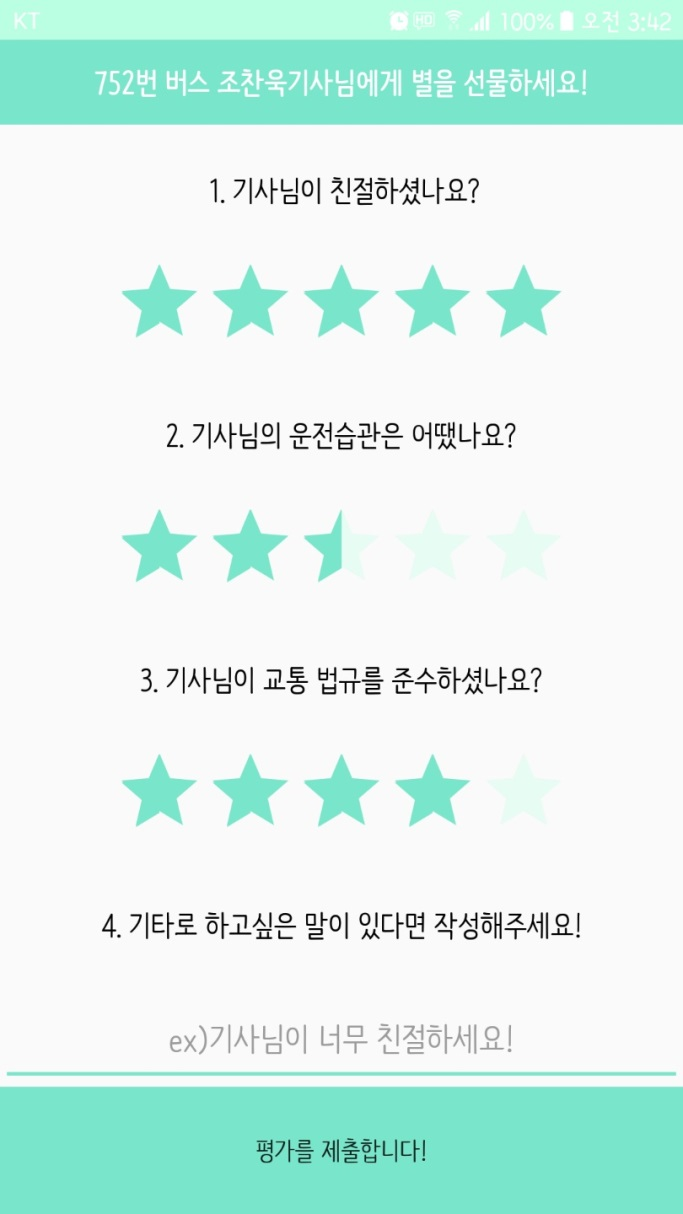 KT HD 100% 오전 3:42
752번 버스 조찬욱기사님에게 별을 선물하세요!
1. 기사님이 친절하셨나요?
2. 기사님의 운전습관은 어땠나요?
3. 기사님이 교통 법규를 준수하셨나요?
4. 기타로 하고싶은 말이 있다면 작성해주세요!
ex)기사님이 너무 친절하세요!
평가를 제출합니다!